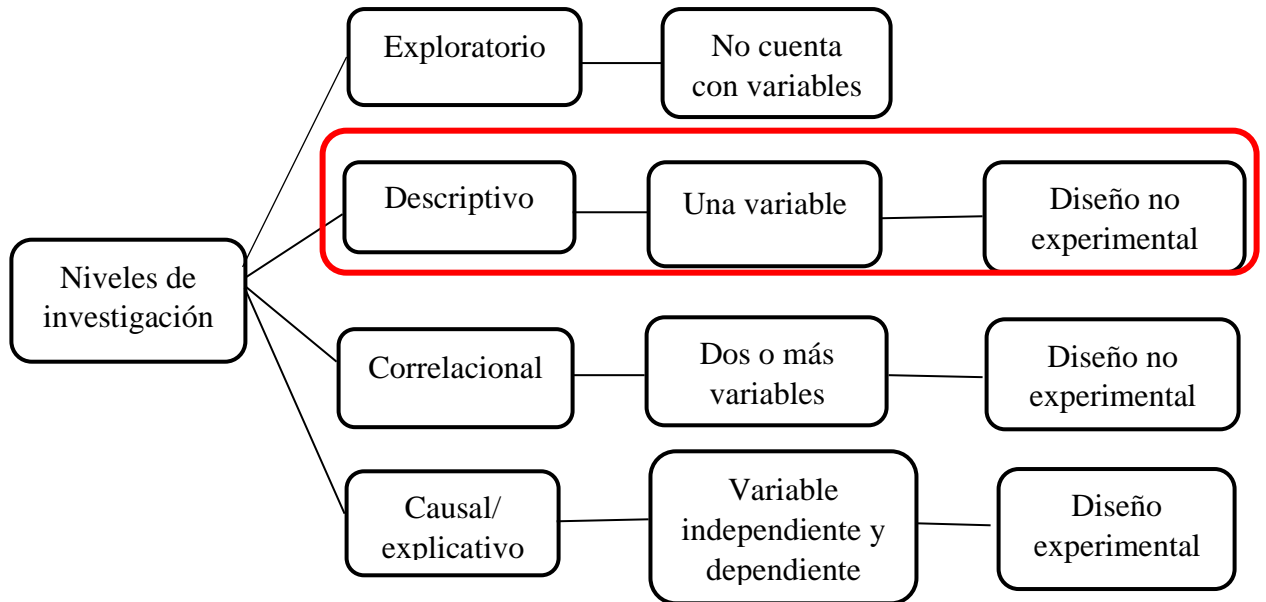 Exploratorio
No cuenta
con variables
Descriptivo
Una variable
Diseño no
experimental
Niveles de
investigación
Correlacional
Dos o más
variables
Diseño no
experimental
Causal/
explicativo
Variable
independiente y
dependiente
Diseño
experimental